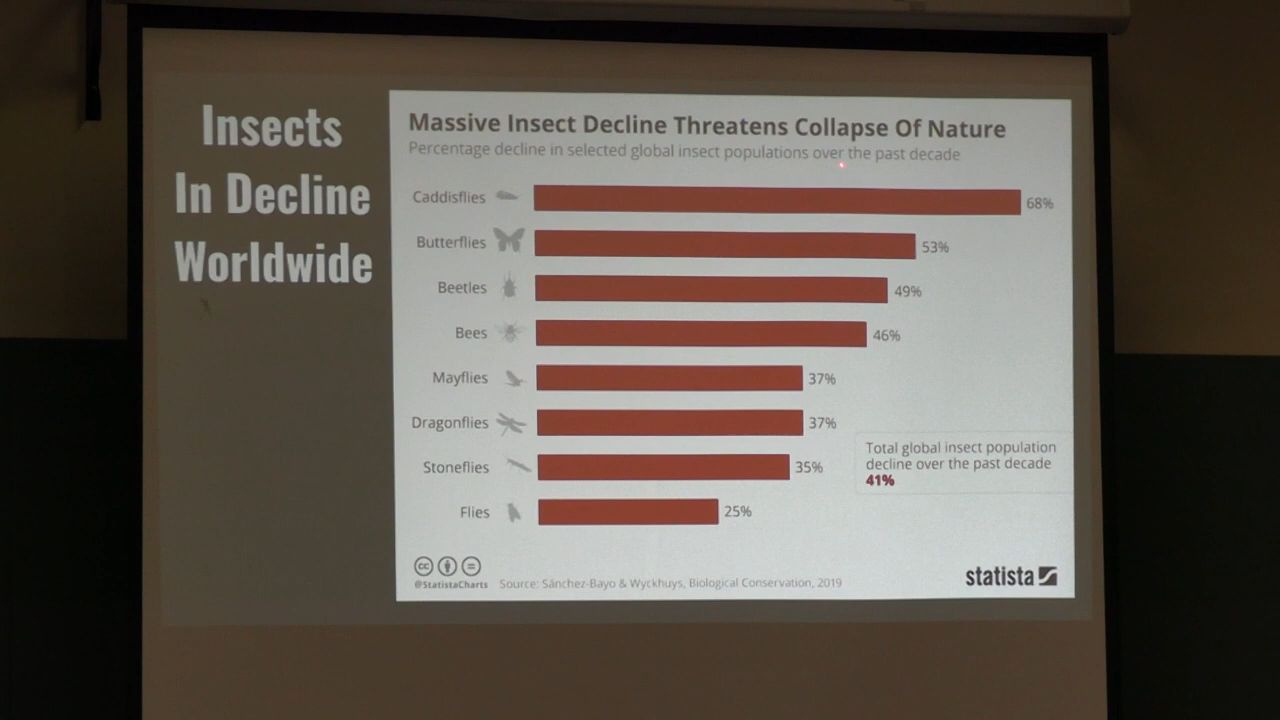 Insects
In Decline
Worldwide
Massive Insect Decline Threatens Collapse Of Nature
Percentage decline in selected global insect populations over the past decade
Caddisflies 68%
Butterflies 53%
Beetles 49%
Bees 46%
Mayflies 37%
Dragonflies 37%
Stoneflies 35%
Flies 25%
Total global insect population
decline over the past decade
41%
cc
@StatistaCharts Source: Sánchez-Bayo & Wyckhuys, Biological Conservation, 2019
statista